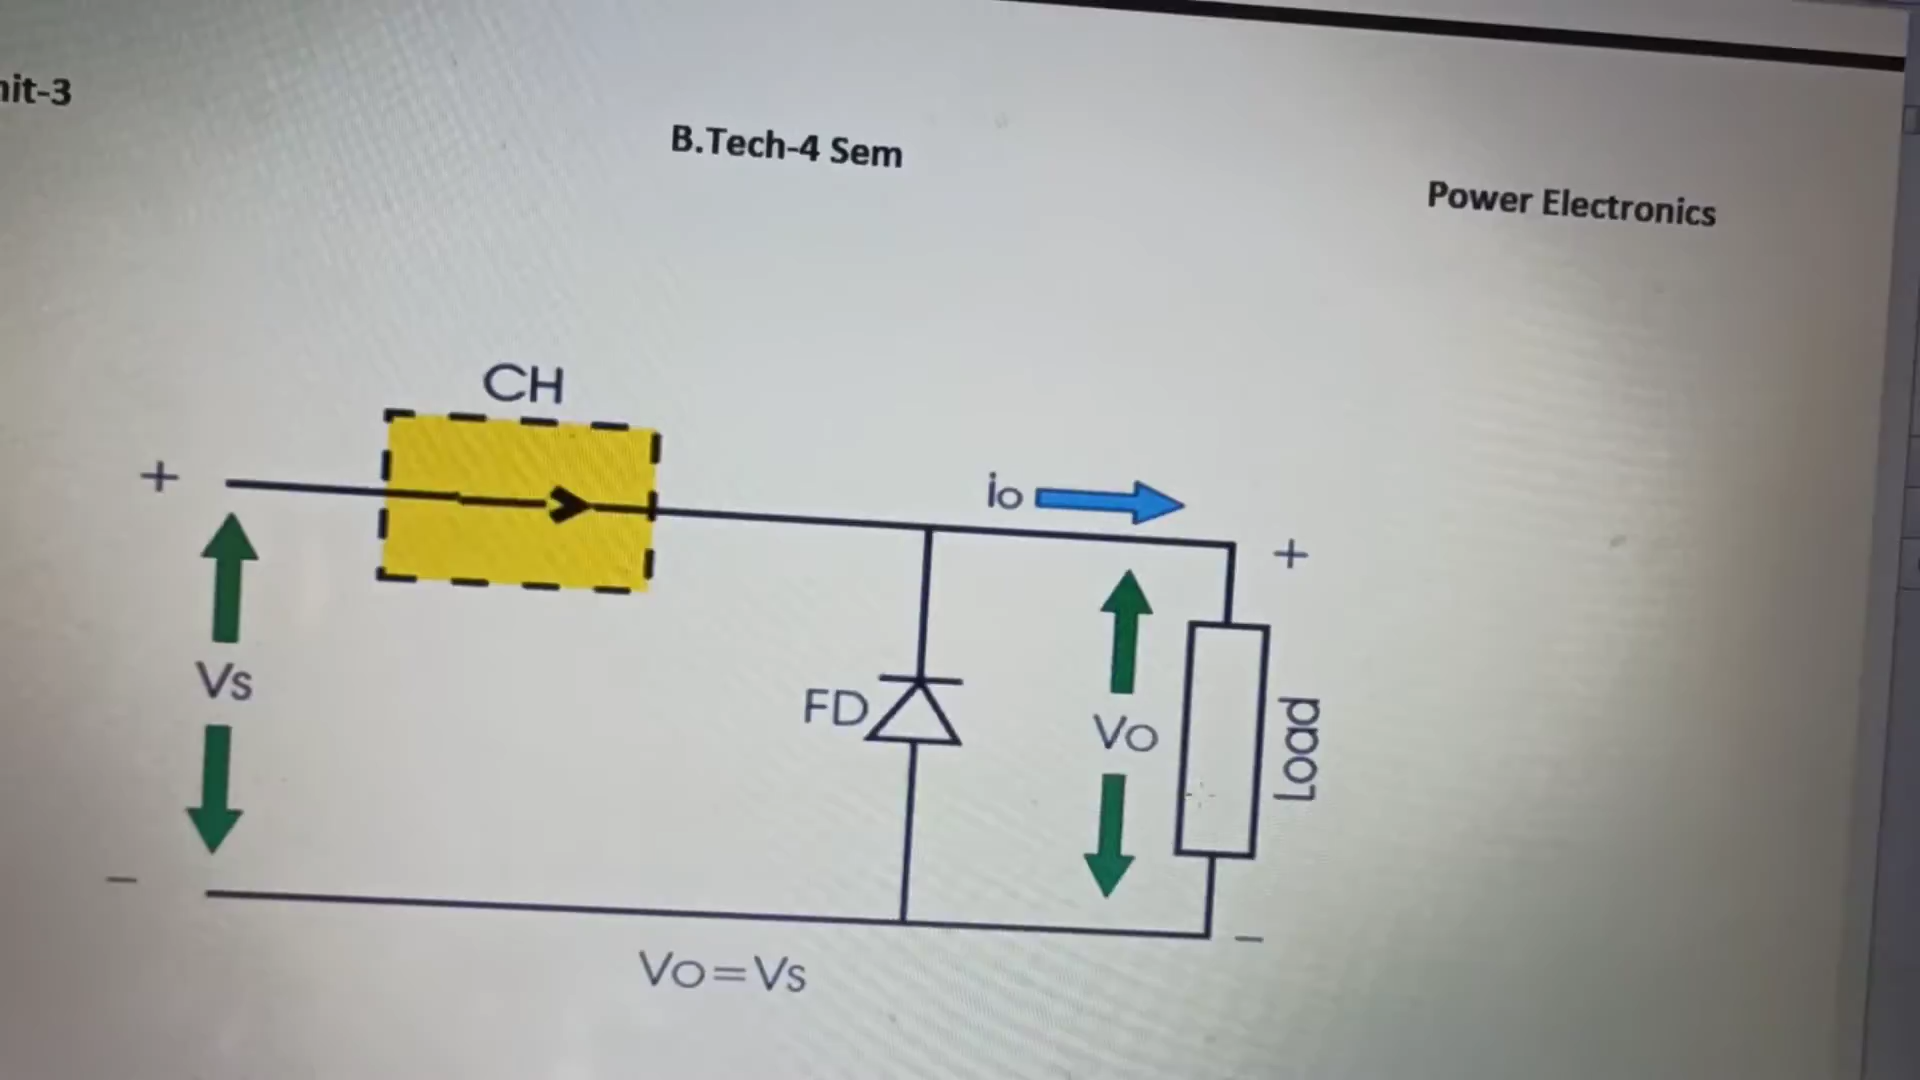 nit-3
B.Tech-4 Sem
Power Electronics
CH
+
io
+
Vs
FD
Vo
Load
–
–
Vo=Vs